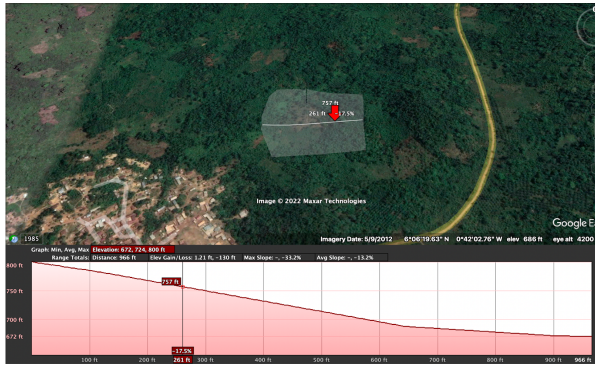 757 ft
261 ft -17.5%
Image © 2022 Maxar Technologies
Google Ea
1985
Imagery Date: 5/9/2012 6°06'19.63" N 0°42'02.76" W elev 686 ft eye alt 4200
Graph: Min, Avg, Max Elevation: 672, 724, 800 ft
Range Totals: Distance: 966 ft Elev Gain/Loss: 1.21 ft, -130 ft Max Slope: -, -33.2% Avg Slope: -, -13.2%
800 ft
757 ft
750 ft
700 ft
672 ft
-17.5%
100 ft 200 ft 261 ft 300 ft 400 ft 500 ft 600 ft 700 ft 800 ft 900 ft 966 ft